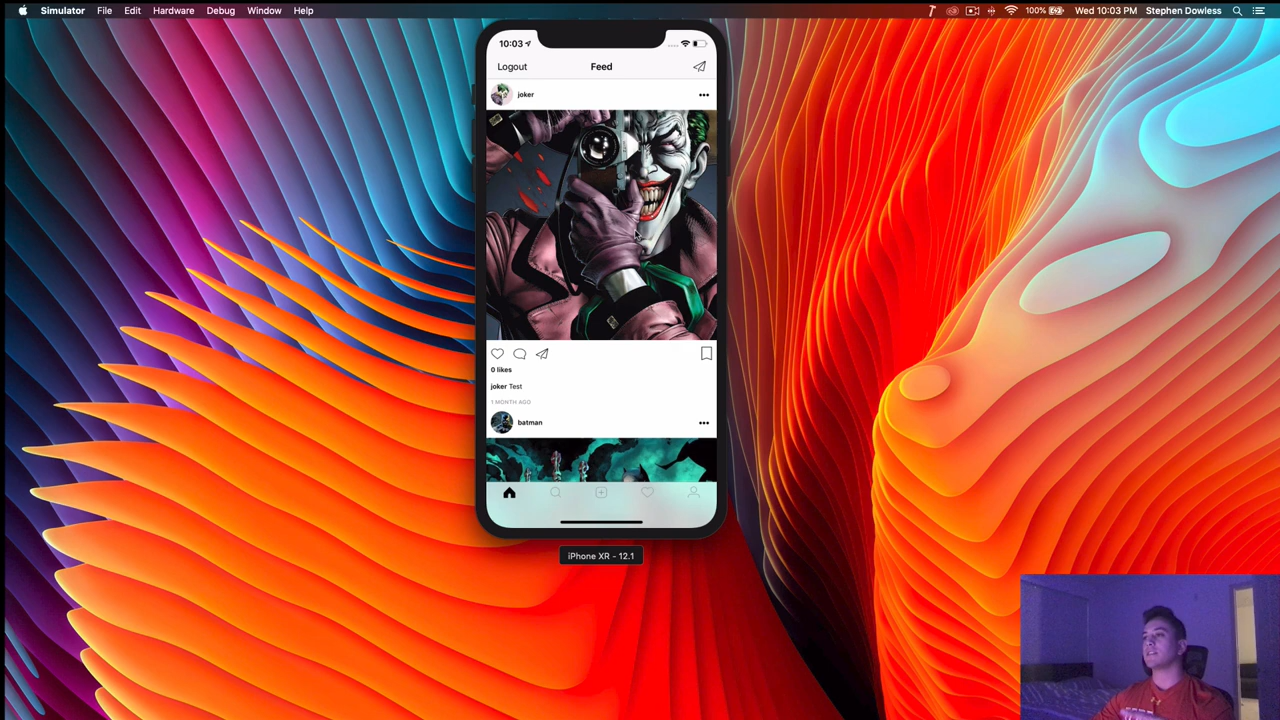 Simulator File Edit Hardware Debug Window Help 100% Wed 10:03 PM Stephen Dowless
10:03
Logout Feed
joker
0 likes
joker Test
1 MONTH AGO
batman
iPhone XR - 12.1